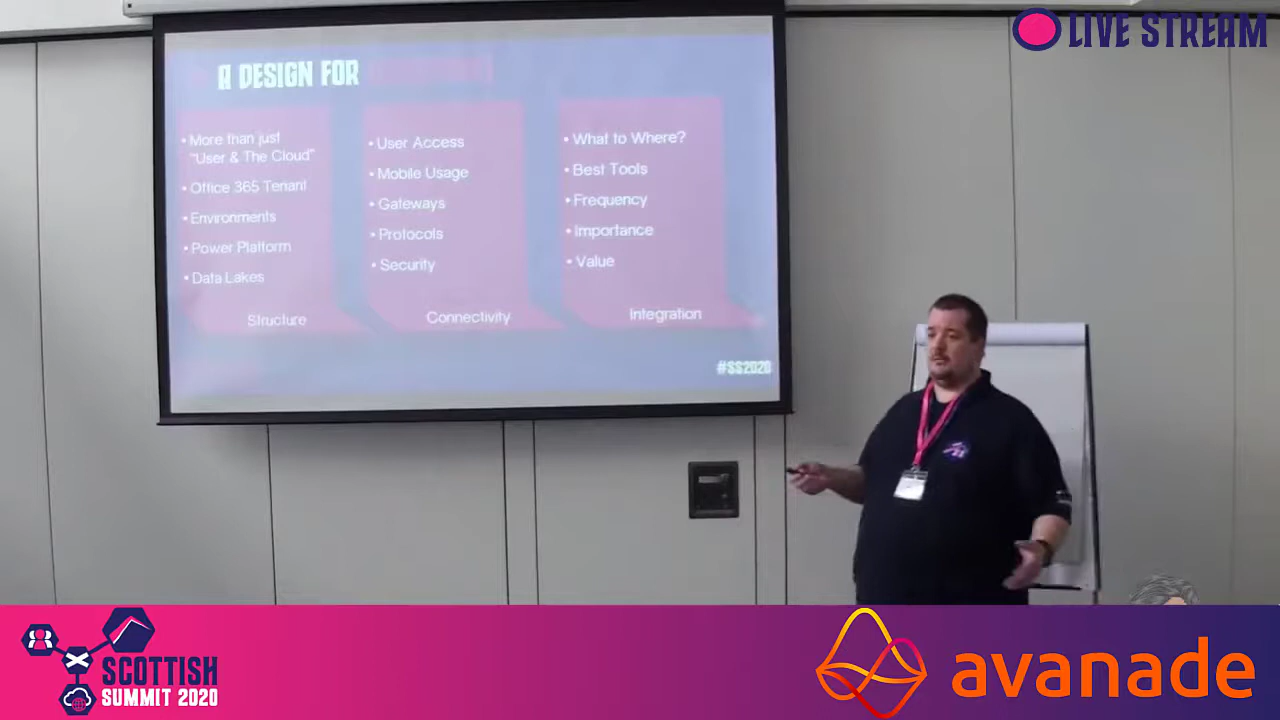 LIVE STREAM
A DESIGN FOR
• More than just
"User & The Cloud"
• Office 365 Tenant
• Environments
• Power Platform
• Data Lakes
Structure
• User Access
• Mobile Usage
• Gateways
• Protocols
• Security
Connectivity
• What to Where?
• Best Tools
• Frequency
• Importance
• Value
Integration
#SS2020
SCOTTISH
SUMMIT 2020
avanade